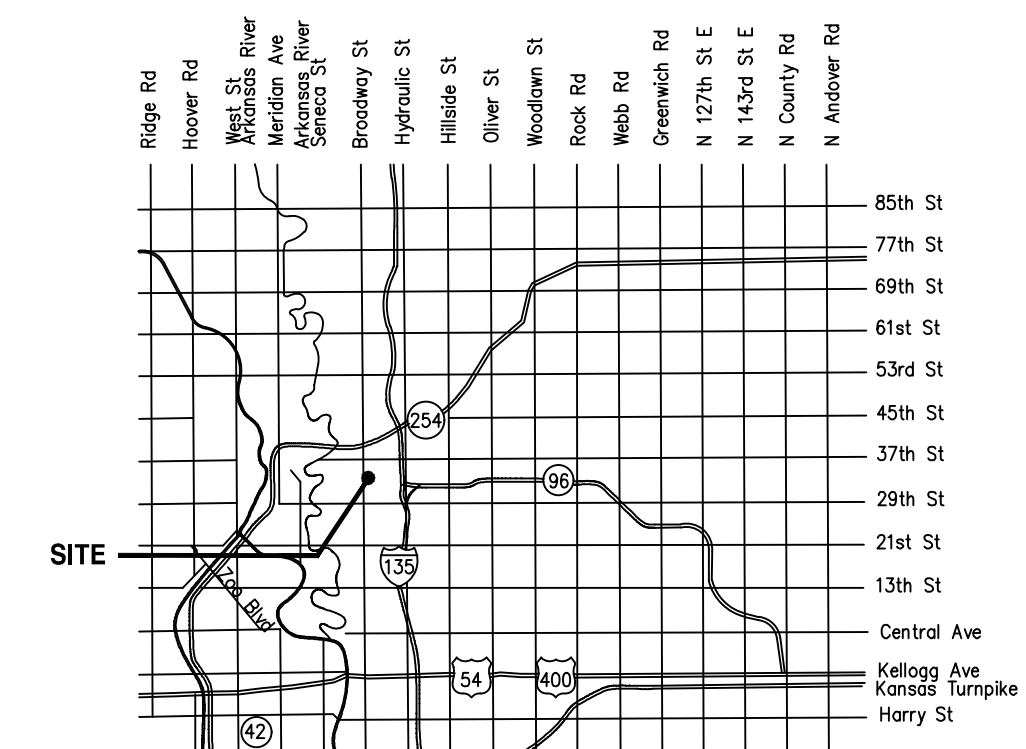 Ridge Rd
Hoover Rd
West St
Arkansas River
Meridian Ave
Arkansas River
Seneca St
Broadway St
Hydraulic St
Hillside St
Oliver St
Woodlawn St
Rock Rd
Webb Rd
Greenwich Rd
N 127th St E
N 143rd St E
N County Rd
N Andover Rd
85th St
77th St
69th St
61st St
53rd St
45th St
254
37th St
96
29th St
21st St
SITE
135
13th St
Zoo Blvd
Central Ave
Kellogg Ave
54
400
Kansas Turnpike
Harry St
42